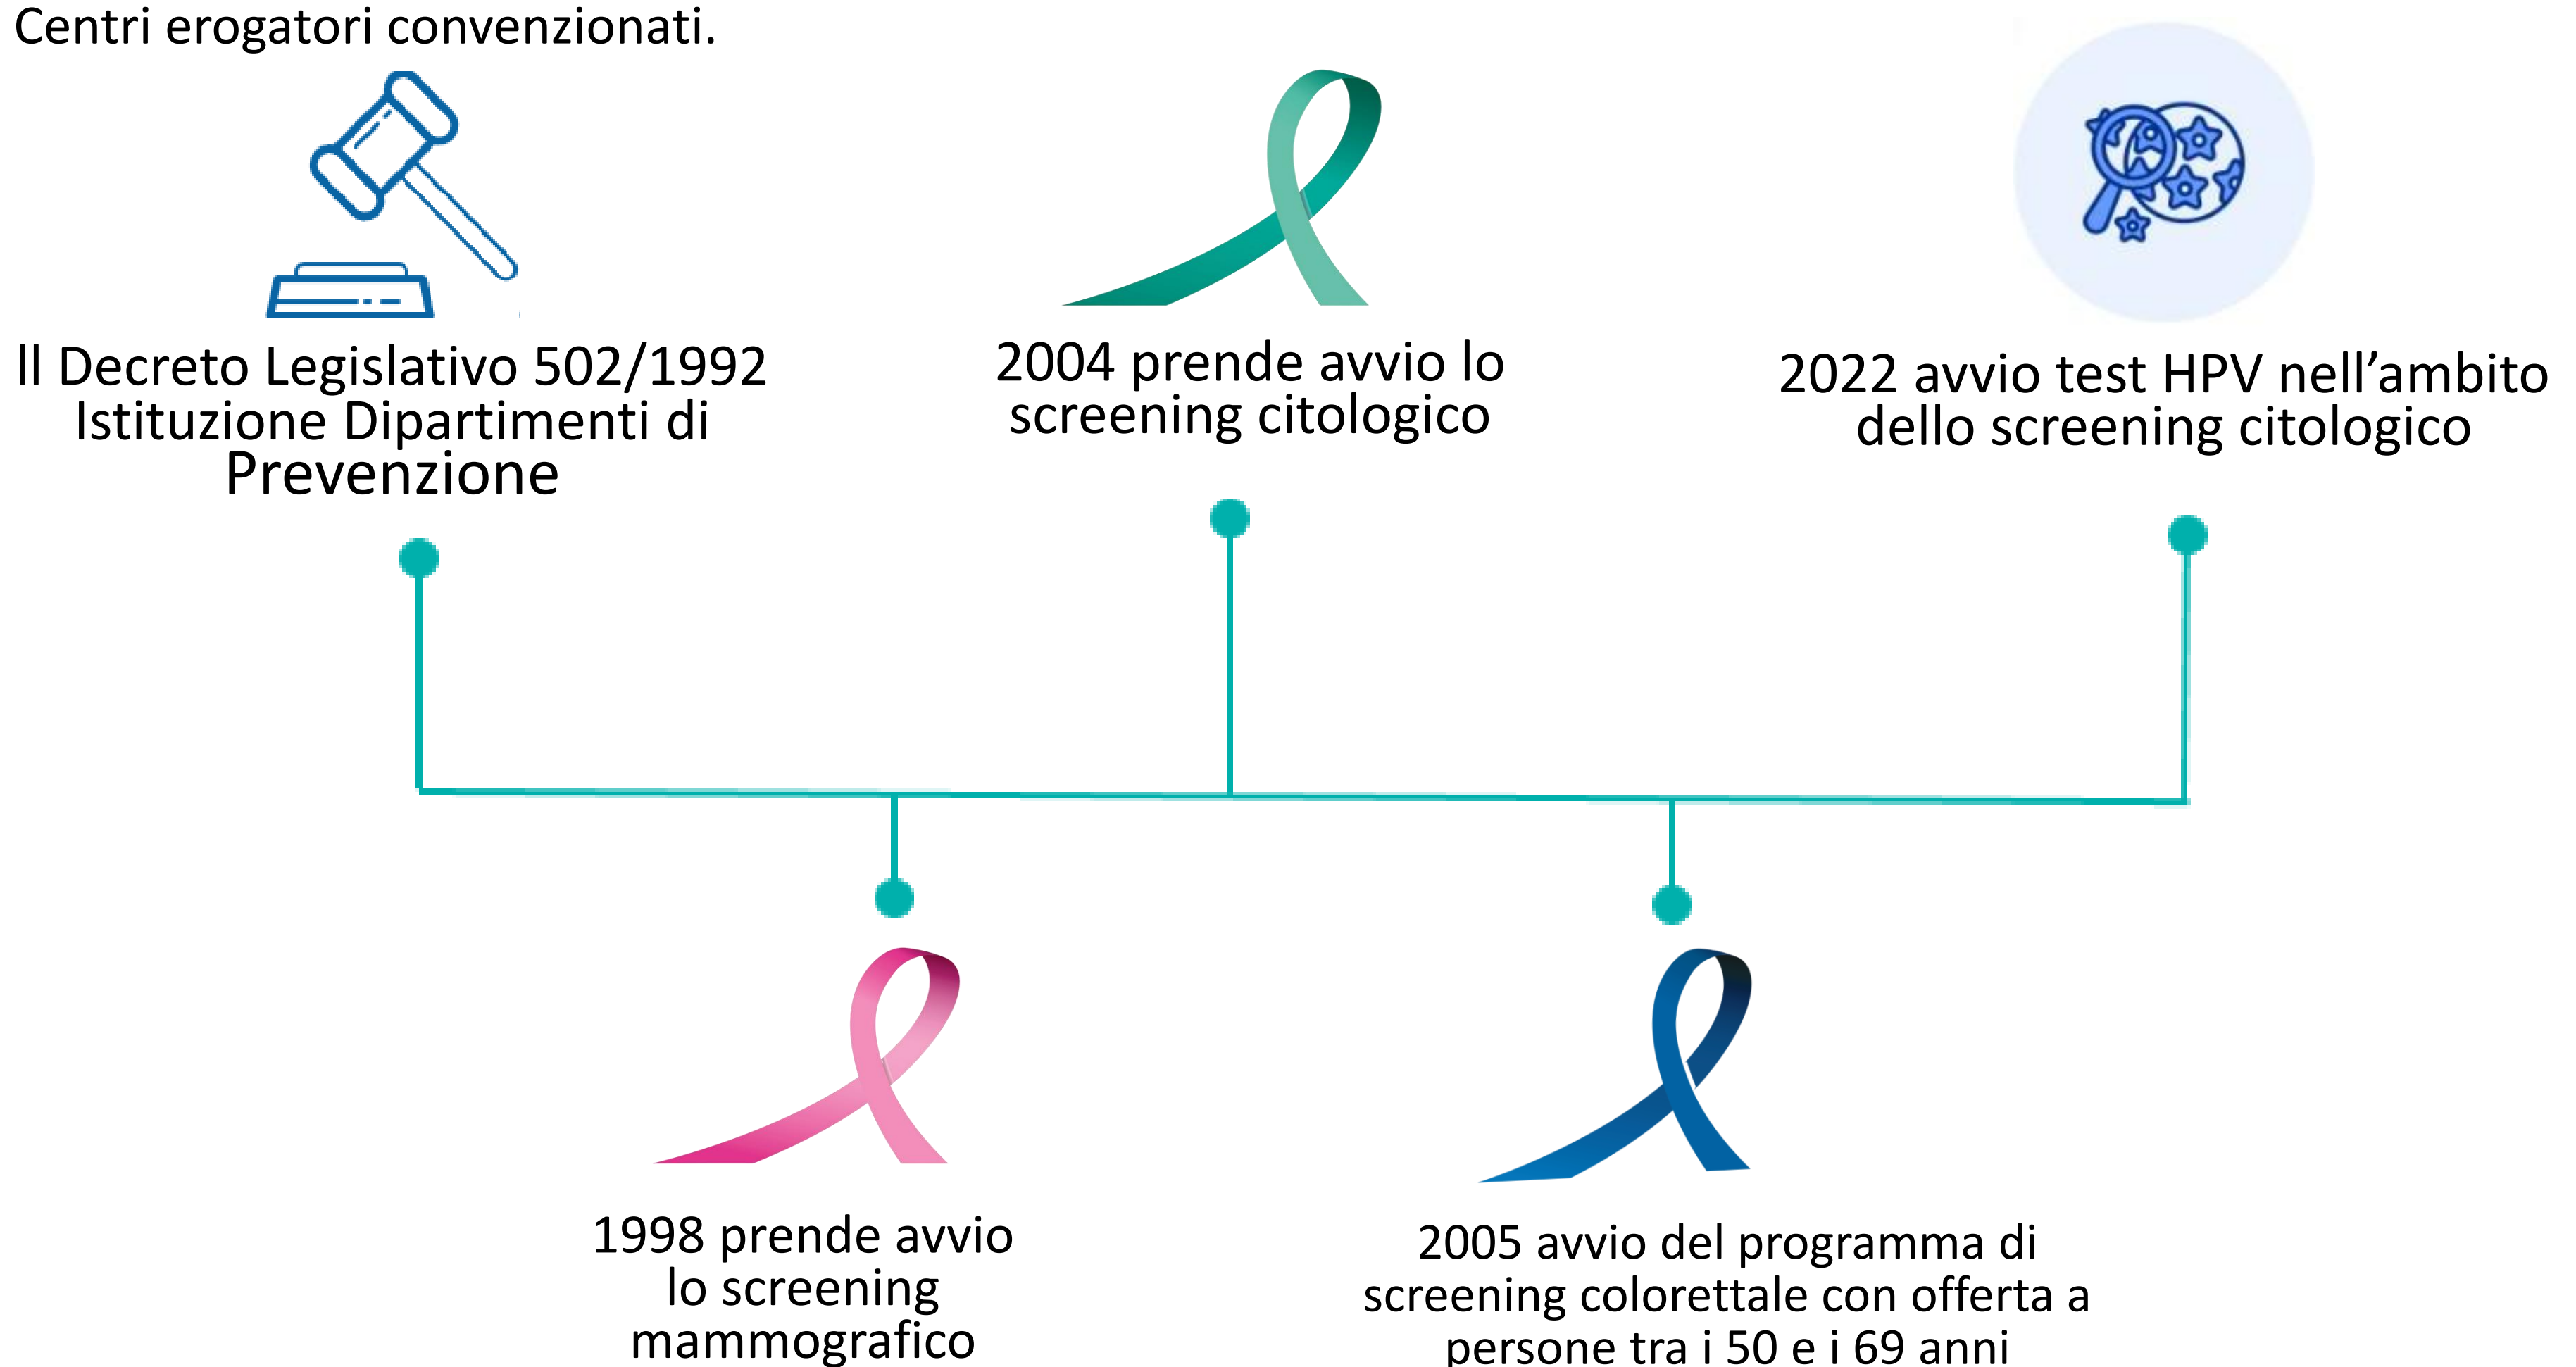 Centri erogatori convenzionati.
Il Decreto Legislativo 502/1992
Istituzione Dipartimenti di
Prevenzione
2004 prende avvio lo
screening citologico
2022 avvio test HPV nell’ambito
dello screening citologico
1998 prende avvio
lo screening
mammografico
2005 avvio del programma di
screening colorettale con offerta a
persone tra i 50 e i 69 anni